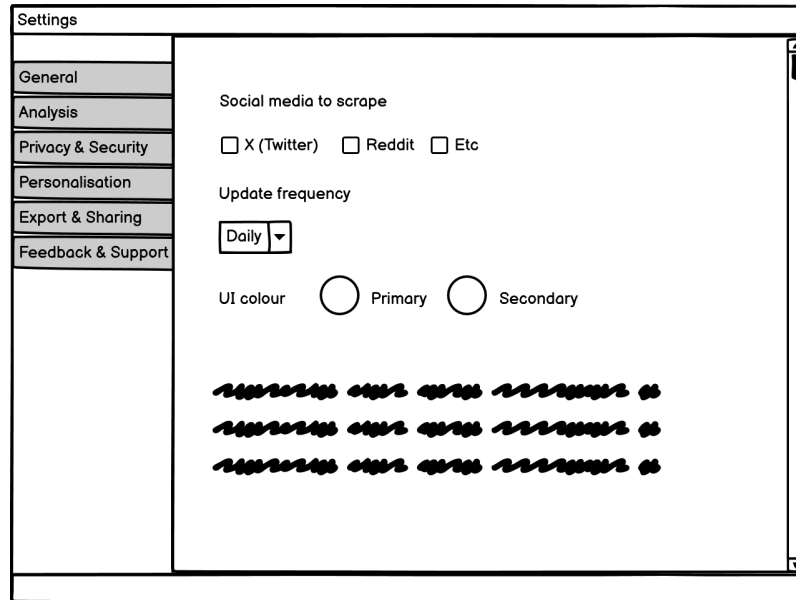 Settings
General
Analysis
Privacy & Security
Personalisation
Export & Sharing
Feedback & Support
Social media to scrape
X (Twitter) Reddit Etc
Update frequency
Daily
UI colour Primary Secondary